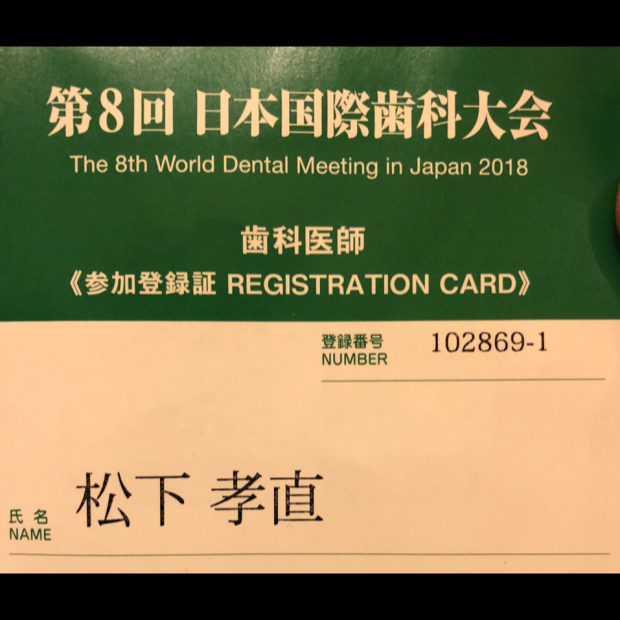 第8回 日本国際歯科大会
The 8th World Dental Meeting in Japan 2018
歯科医師
《参加登録証 REGISTRATION CARD》
登録番号 102869-1
NUMBER
氏名 松下 孝直
NAME